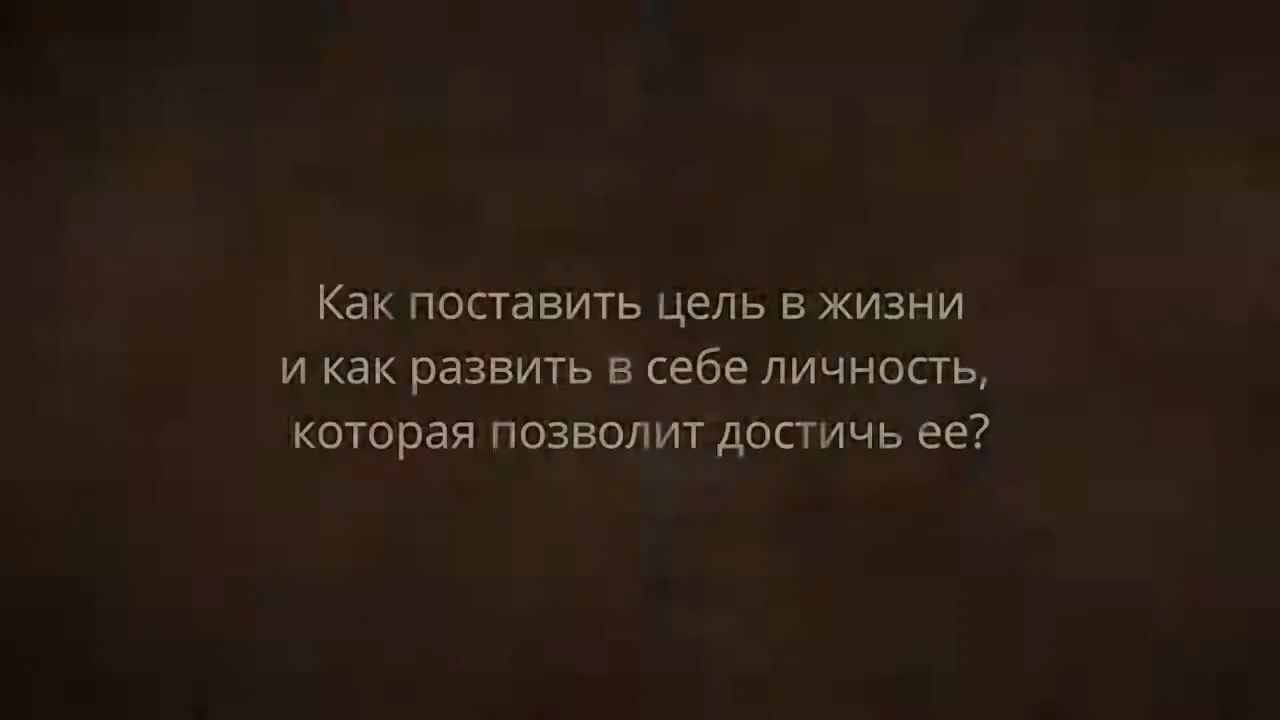 Как поставить цель в жизни
и как развить в себе личность,
которая позволит достичь ее?